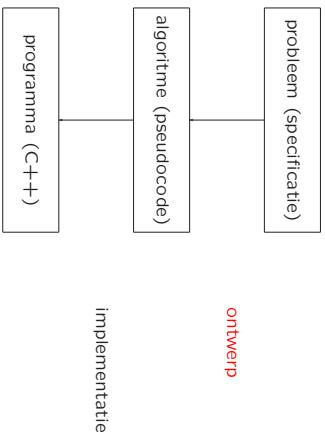 probleem (specificatie)
ontwerp
algoritme (pseudocode)
implementatie
programma (C++)